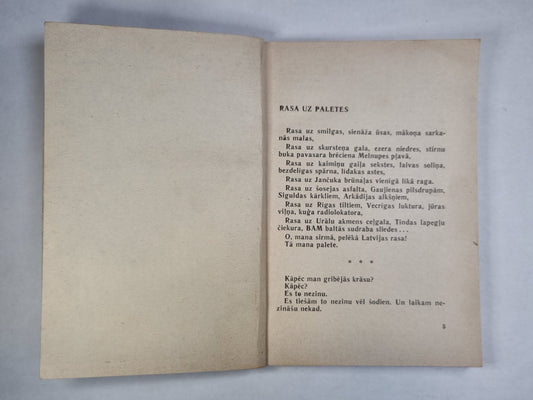 RASA UZ PALETES
Rasa uz smilgas, sienāža ūsas, mākoņa sarka-
nās malas,
Rasa uz skursteņa gala, ezera niedres, stirnu
buka pavasara brēciena Melnupes pļavā,
Rasa uz kaimiņu gaiļa sekstes, laivas soliņa,
bezdelīgas spārna, līdakas astes,
Rasa uz Jančuka brūnaļas vienīgā līkā raga.
Rasa uz šosejas asfalta, Gaujienas pilsdrupām,
Siguldas kārkliem, Arkādijas alkšņiem,
Rasa uz Rīgas tiltiem, Vecrīgas luktura, jūras
viļņa, kuģa radiolokatora,
Rasa uz Urālu akmens ceļgala, Tindas lapegļu
čiekura, BAM baltās sudraba sliedes...
O, mana sirmā, pelēkā Latvijas rasa!
Tā mana palete.
* * *
Kāpēc man gribējās krāsu?
Kāpēc?
Es to nezinu.
Es tiešām to nezinu vēl šodien. Un laikam ne-
zināšu nekad.
5